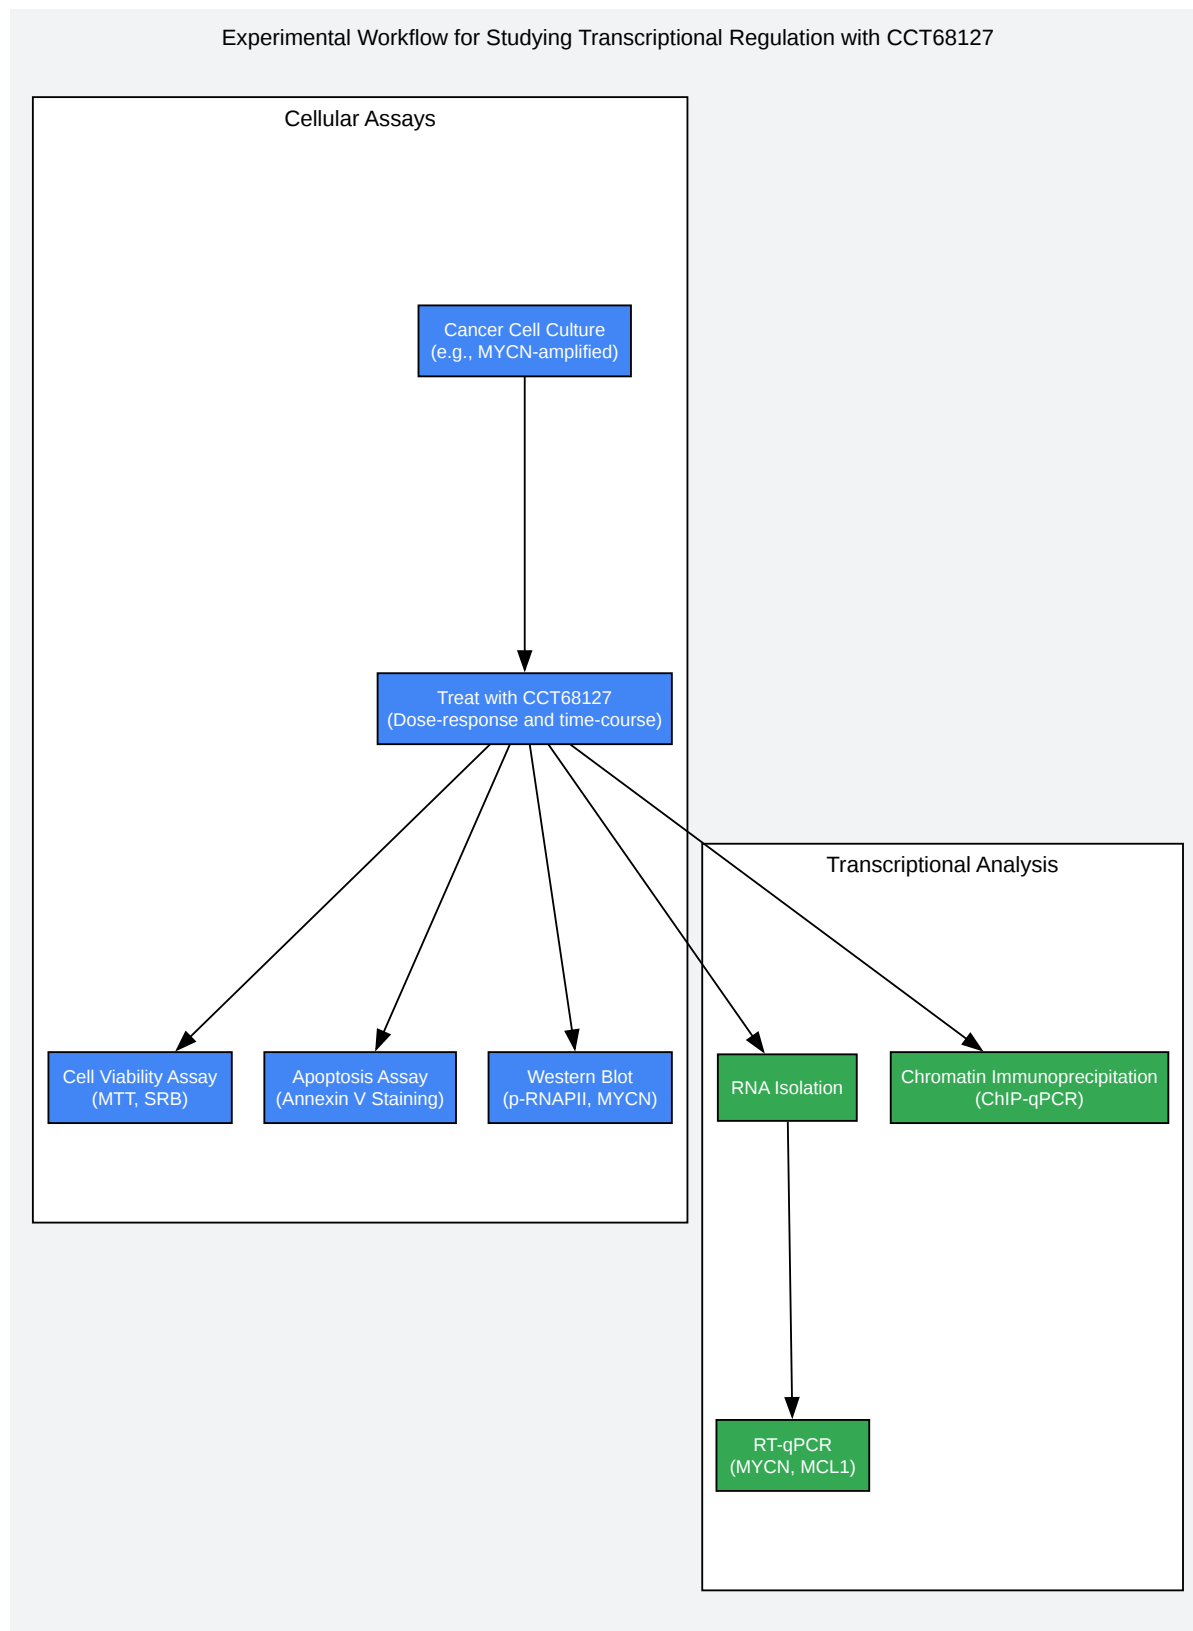 Experimental Workflow for Studying Transcriptional Regulation with CCT68127
Cellular Assays
Cancer Cell Culture
(e.g., MYCN-amplified)
Treat with CCT68127
(Dose-response and time-course)
Transcriptional Analysis
Cell Viability Assay
(MTT, SRB)
Apoptosis Assay
(Annexin V Staining)
Western Blot
(p-RNAPII, MYCN)
RNA Isolation
Chromatin Immunoprecipitation
(ChIP-qPCR)
RT-qPCR
(MYCN, MCL1)